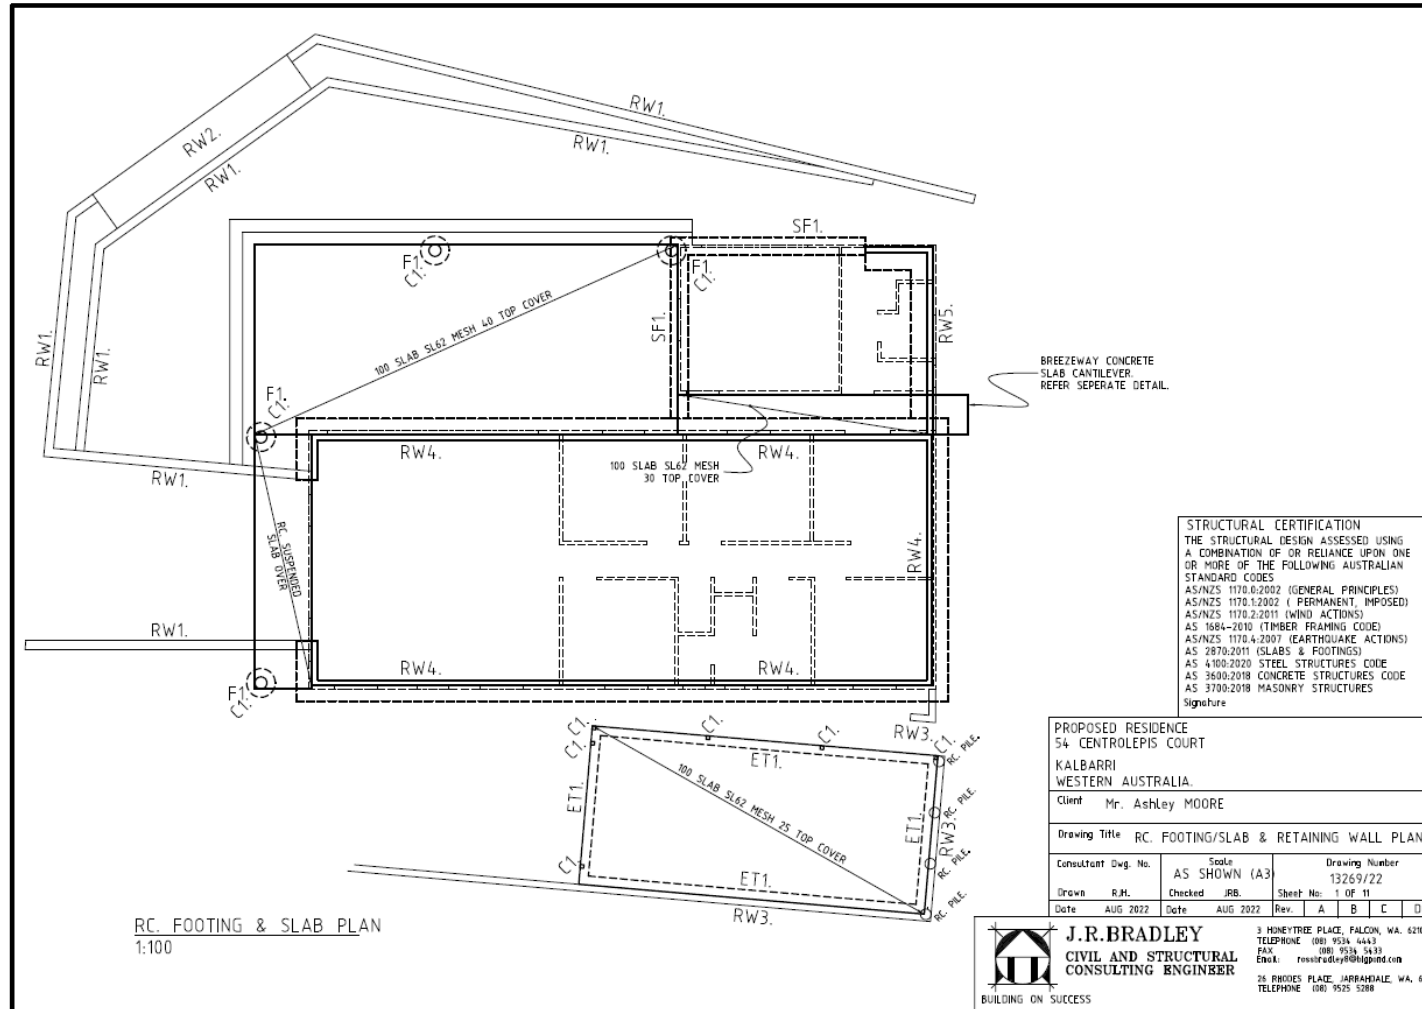 RW1.
RW2.
RW1.
RW1.
SF1.
F1.
C1.
F1.
C1.
100 SLAB SL62 MESH 40 TOP COVER
SF1.
RW5.
RW1.
RW1.
BREEZEWAY CONCRETE
SLAB CANTILEVER.
REFER SEPERATE DETAIL.
F1.
C1.
RW4.
RW4.
100 SLAB SL62 MESH
30 TOP COVER
RW1.
RC. SUSPENDED
SLAB OVER
RW4.
RW1.
RW4.
RW4.
F1.
C1.
RW3.
C1.
C1.
C1.
C1.
RC. PILE.
C1.
ET1.
100 SLAB SL62 MESH 25 TOP COVER
ET1.
RC. PILE.
ET1.
RW3.
C1.
RC. PILE.
ET1.
RW3.
RC. PILE.
RC. FOOTING & SLAB PLAN
1:100
STRUCTURAL CERTIFICATION
THE STRUCTURAL DESIGN ASSESSED USING
A COMBINATION OF OR RELIANCE UPON ONE
OR MORE OF THE FOLLOWING AUSTRALIAN
STANDARD CODES
AS/NZS 1170.0:2002 (GENERAL PRINCIPLES)
AS/NZS 1170.1:2002 ( PERMANENT, IMPOSED)
AS/NZS 1170.2:2011 (WIND ACTIONS)
AS 1684-2010 (TIMBER FRAMING CODE)
AS/NZS 1170.4:2007 (EARTHQUAKE ACTIONS)
AS 2870:2011 (SLABS & FOOTINGS)
AS 4100:2020 STEEL STRUCTURES CODE
AS 3600:2018 CONCRETE STRUCTURES CODE
AS 3700:2018 MASONRY STRUCTURES
Signature
PROPOSED RESIDENCE
54 CENTROLEPIS COURT
KALBARRI
WESTERN AUSTRALIA.
Client Mr. Ashley MOORE
Drawing Title RC. FOOTING/SLAB & RETAINING WALL PLAN
Consultant Dwg. No. Scale Drawing Number
AS SHOWN (A3) 13269/22
Drawn R.H. Checked JRB. Sheet No: 1 OF 11
Date AUG 2022 Date AUG 2022 Rev. A B C D
J.R.BRADLEY
CIVIL AND STRUCTURAL
CONSULTING ENGINEER
BUILDING ON SUCCESS
3 HONEYTREE PLACE, FALCON, WA. 6210
TELEPHONE (08) 9534 4443
FAX (08) 9534 5433
Email: rossbradley8@bigpond.com
26 RHODES PLACE, JARRAHDALE, WA. 6
TELEPHONE (08) 9525 5288